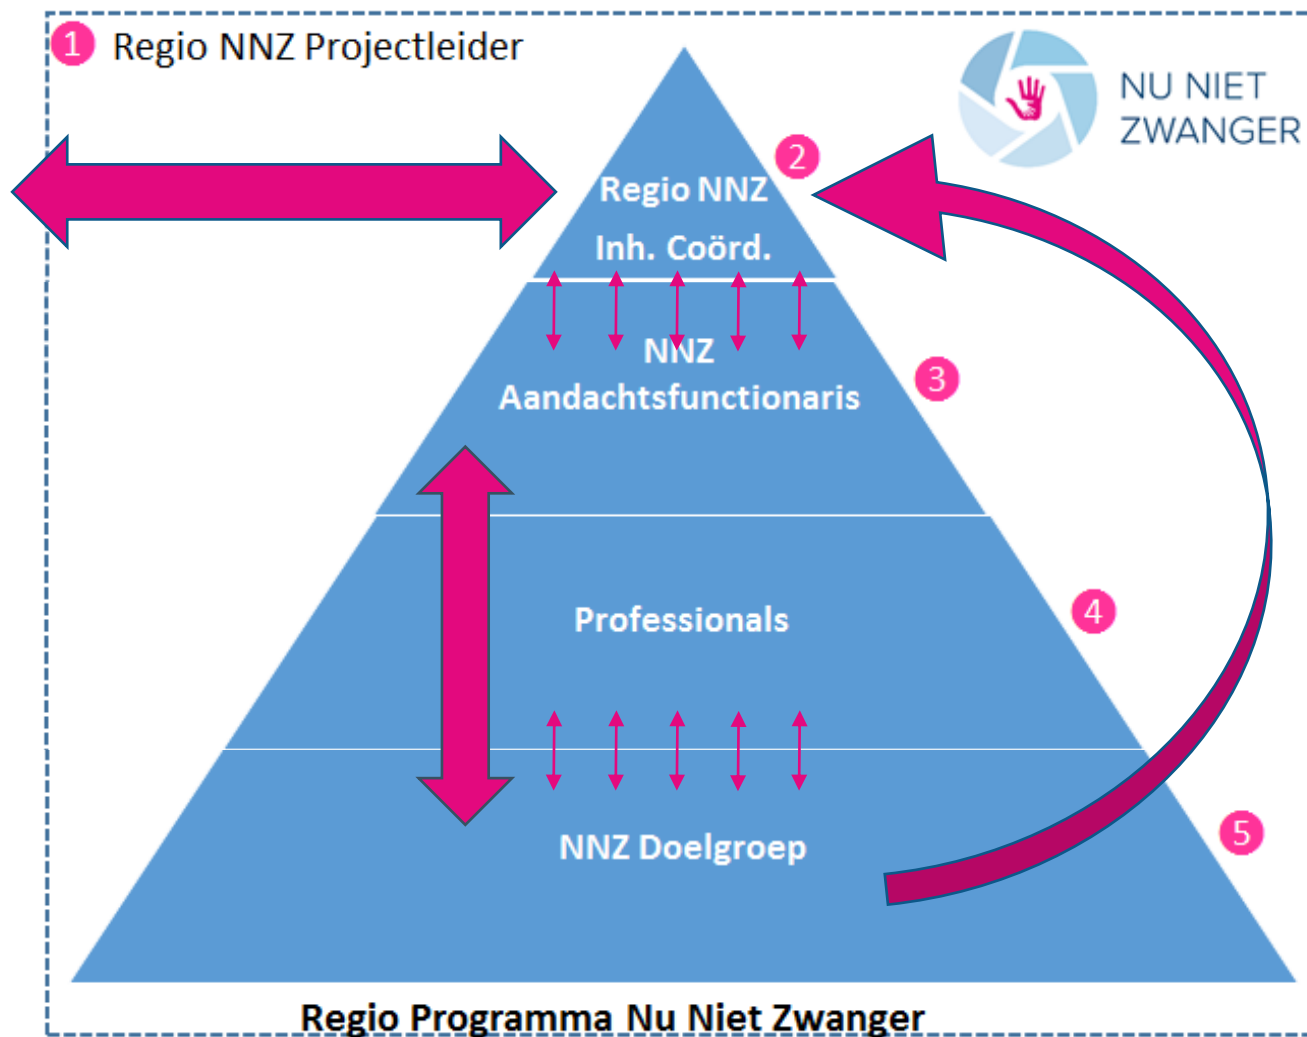 1 Regio NNZ Projectleider
NU NIET
ZWANGER
2
Regio NNZ
Inh. Coörd.
NNZ
Aandachtsfunctionaris
3
Professionals
4
NNZ Doelgroep
5
Regio Programma Nu Niet Zwanger